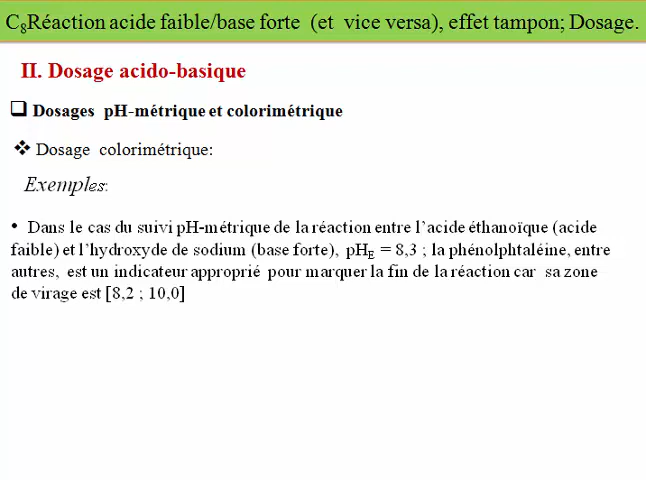 C₈Réaction acide faible/base forte (et vice versa), effet tampon; Dosage.
II. Dosage acido-basique
❑ Dosages pH-métrique et colorimétrique
❖ Dosage colorimétrique:
Exemples:
• Dans le cas du suivi pH-métrique de la réaction entre l’acide éthanoïque (acide
faible) et l’hydroxyde de sodium (base forte), pHE = 8,3 ; la phénolphtaléine, entre
autres, est un indicateur approprié pour marquer la fin de la réaction car sa zone
de virage est [8,2 ; 10,0]